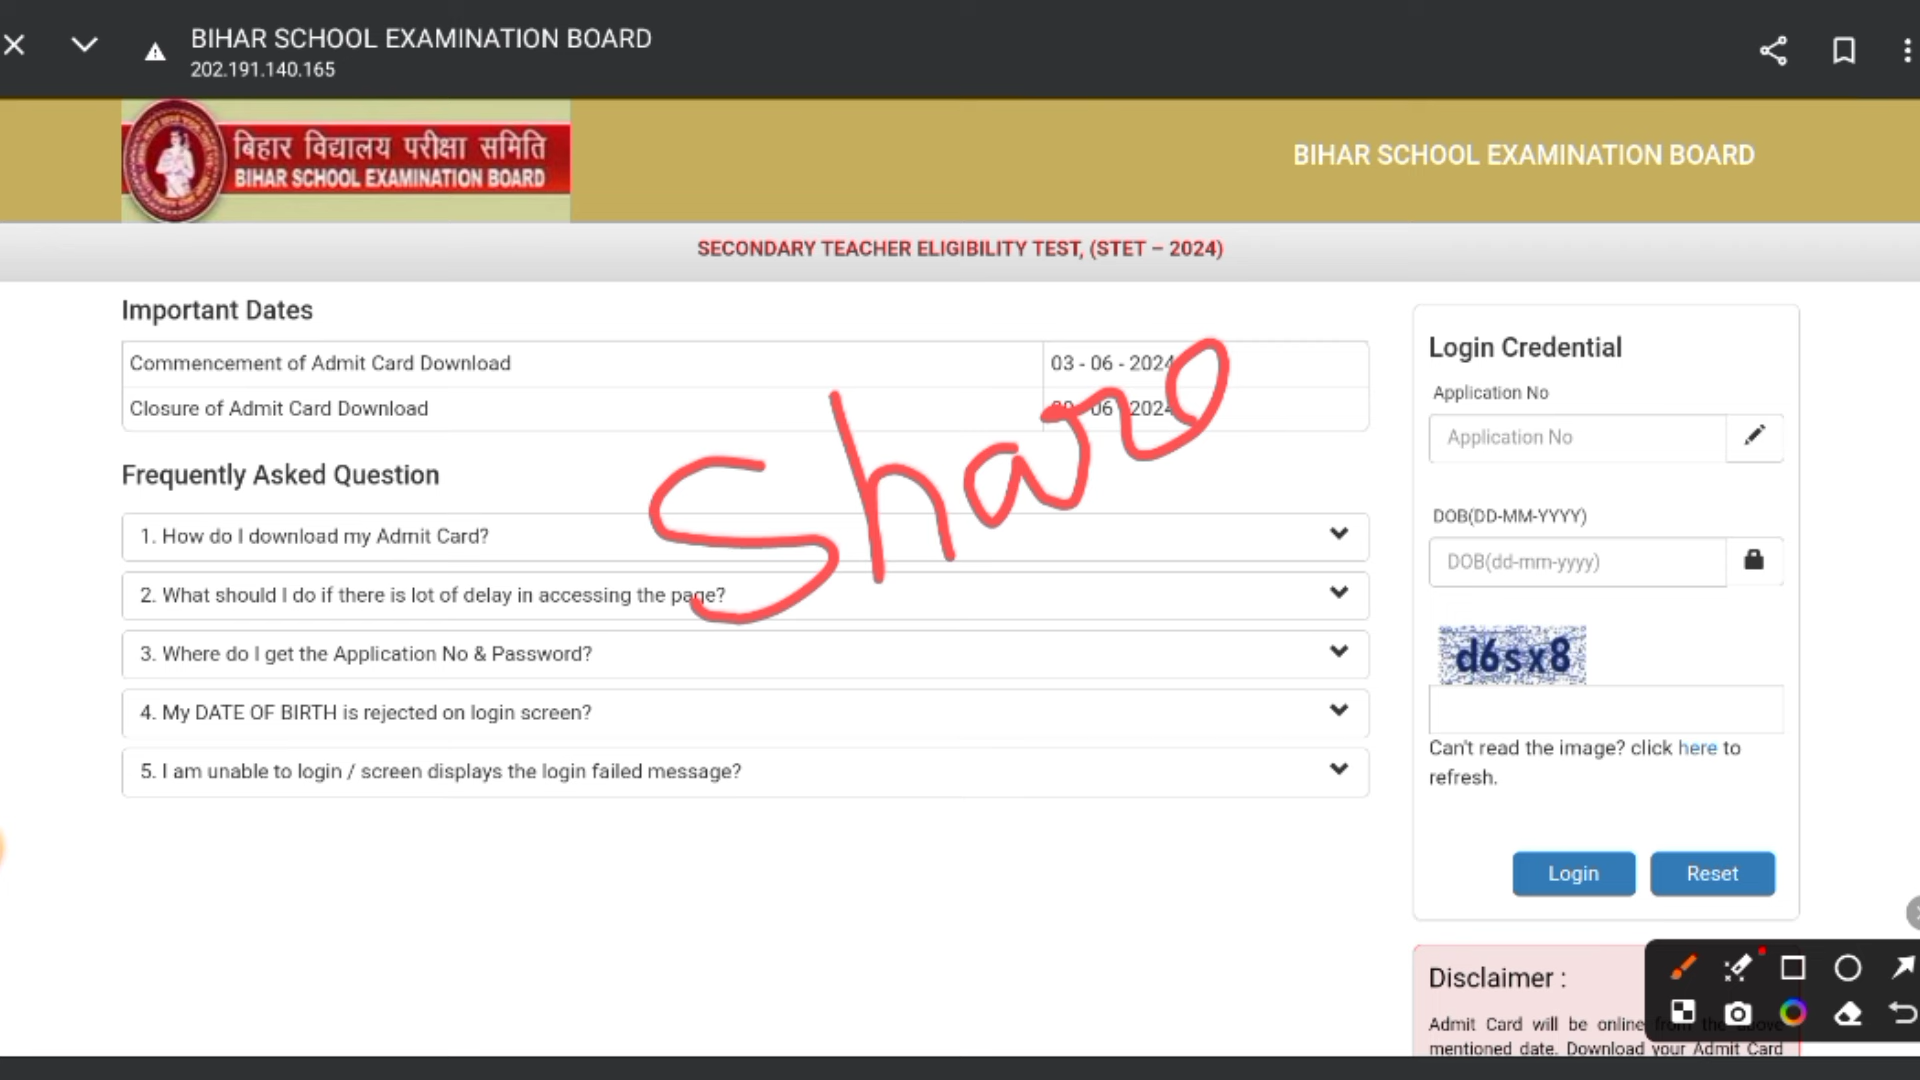 BIHAR SCHOOL EXAMINATION BOARD
202.191.140.165
बिहार विद्यालय परीक्षा समिति
BIHAR SCHOOL EXAMINATION BOARD
BIHAR SCHOOL EXAMINATION BOARD
SECONDARY TEACHER ELIGIBILITY TEST, (STET – 2024)
Important Dates
Commencement of Admit Card Download 03 - 06 - 2024
Closure of Admit Card Download 06 - 2024
Frequently Asked Question
1. How do I download my Admit Card?
2. What should I do if there is lot of delay in accessing the page?
3. Where do I get the Application No & Password?
4. My DATE OF BIRTH is rejected on login screen?
5. I am unable to login / screen displays the login failed message?
Share
Login Credential
Application No
Application No
DOB(DD-MM-YYYY)
DOB(dd-mm-yyyy)
d6sx8
Can't read the image? click here to
refresh.
Login Reset
Disclaimer :
Admit Card will be online from the above
mentioned date. Download your Admit Card